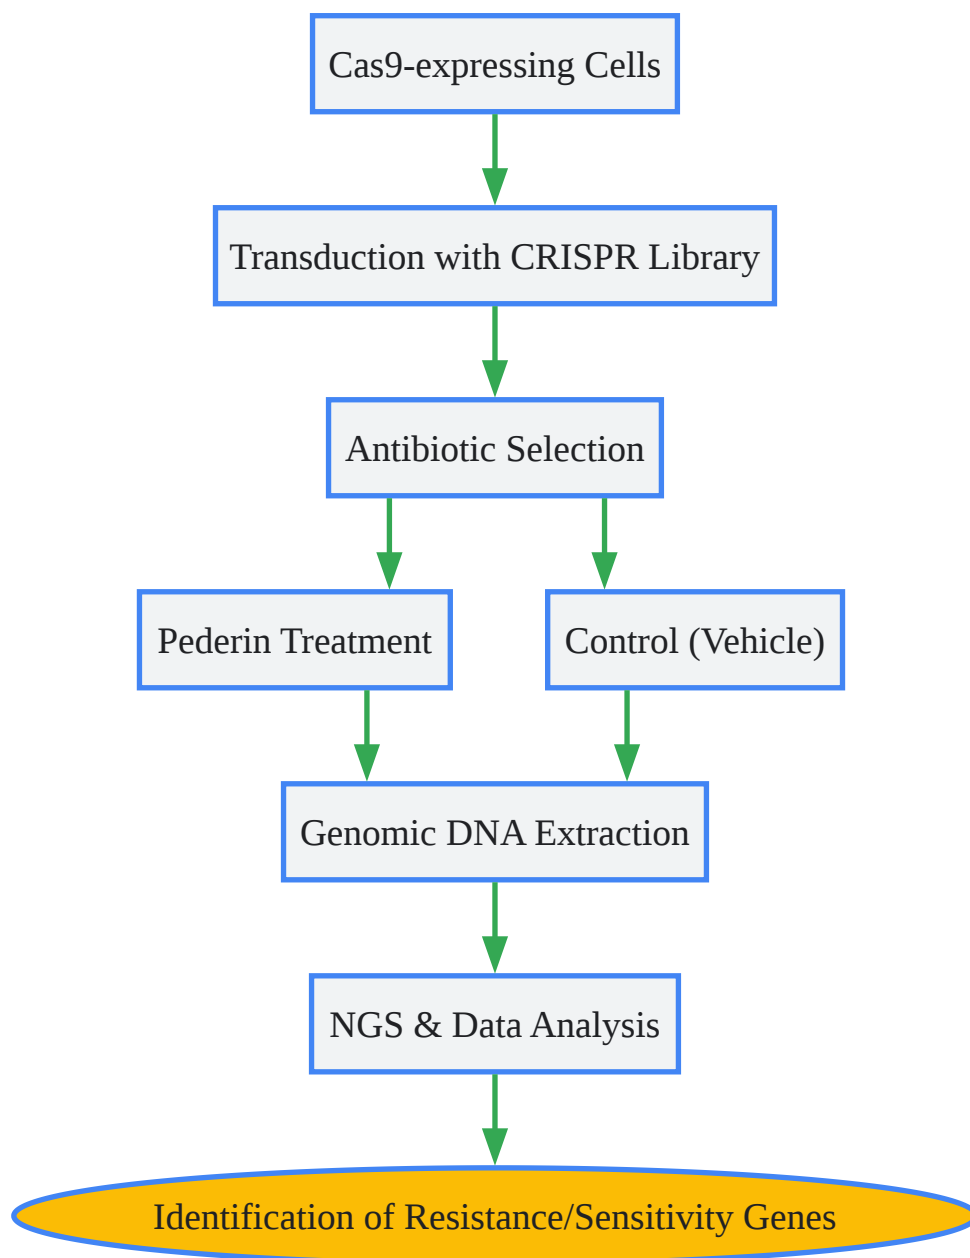 Cas9-expressing Cells
Transduction with CRISPR Library
Antibiotic Selection
Pederin Treatment
Control (Vehicle)
Genomic DNA Extraction
NGS & Data Analysis
Identification of Resistance/Sensitivity Genes